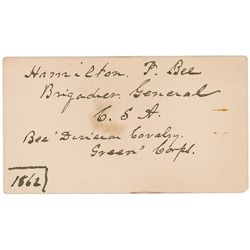 Hamilton. P. Bee
Brigadier General
C. S A.
Bee' Division Cavalry.
Green' Corps.
1862